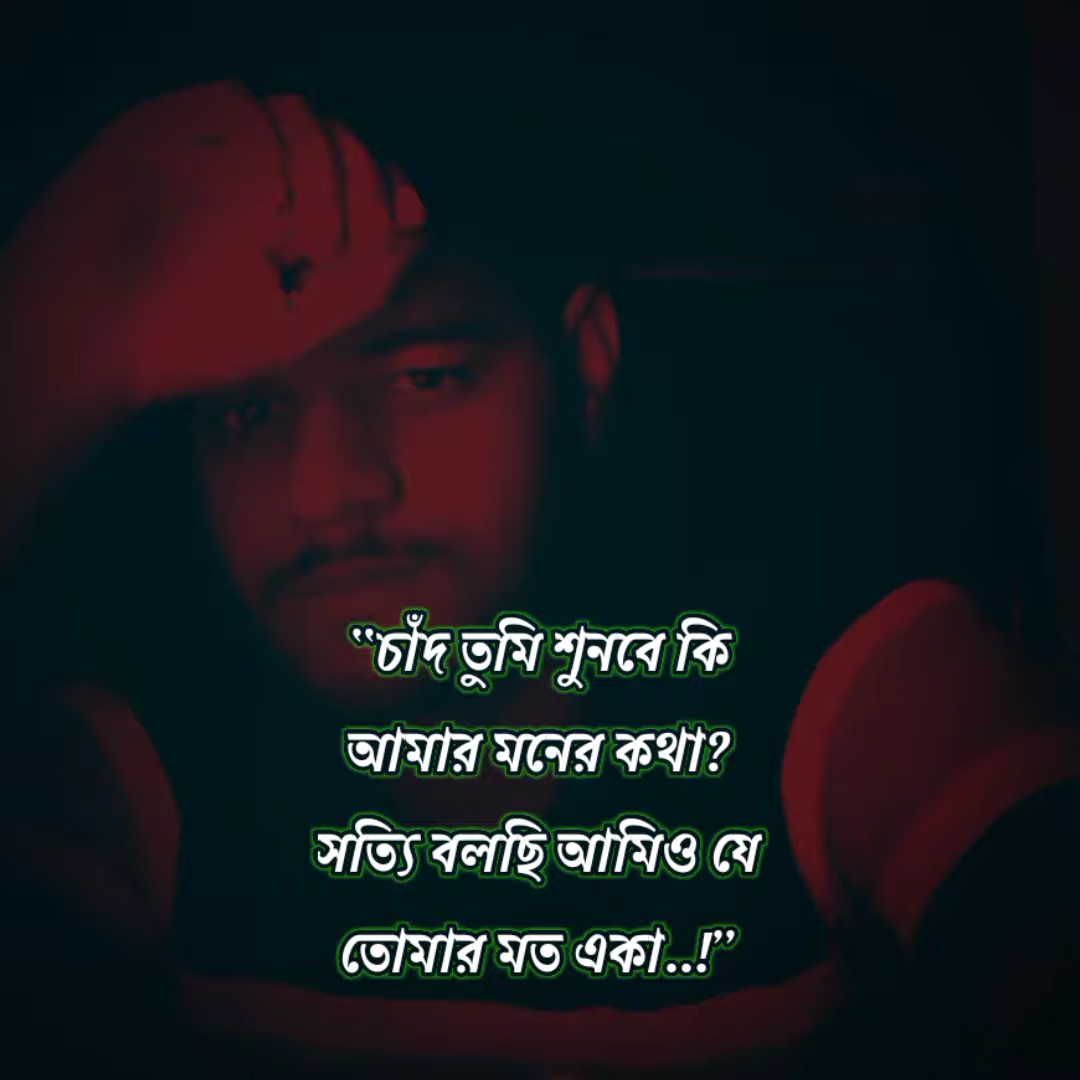 “চাঁদ তুমি শুনবে কি
আমার মনের কথা?
সত্যি বলছি আমিও যে
তোমার মত একা..!”